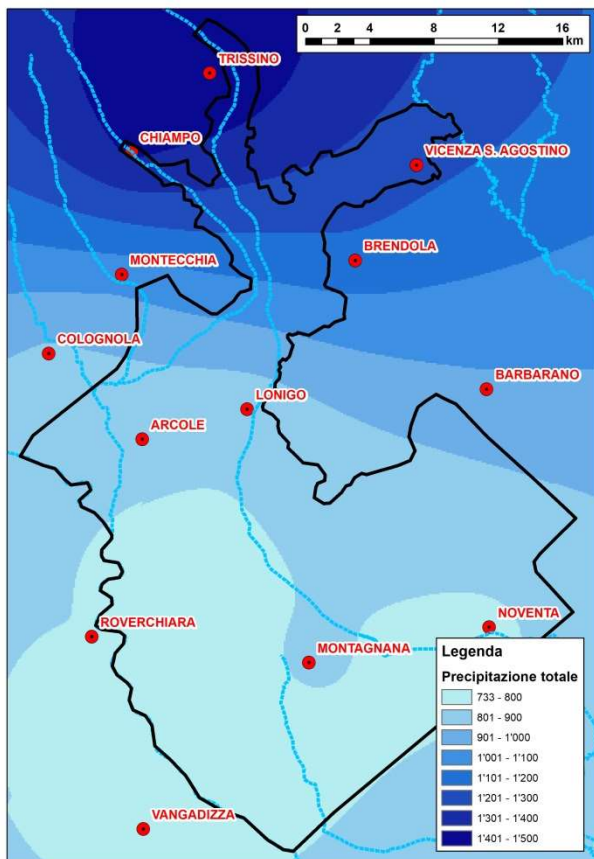 0 2 4 8 12 16
km
TRISSINO
CHIAMPO
VICENZA S. AGOSTINO
BRENDOLA
MONTECCHIA
COLOGNOLA
BARBARANO
LONIGO
ARCOLE
NOVENTA
ROVERCHIARA
MONTAGNANA
VANGADIZZA
Legenda
Precipitazione totale
733 - 800
801 - 900
901 - 1'000
1'001 - 1'100
1'101 - 1'200
1'201 - 1'300
1'301 - 1'400
1'401 - 1'500